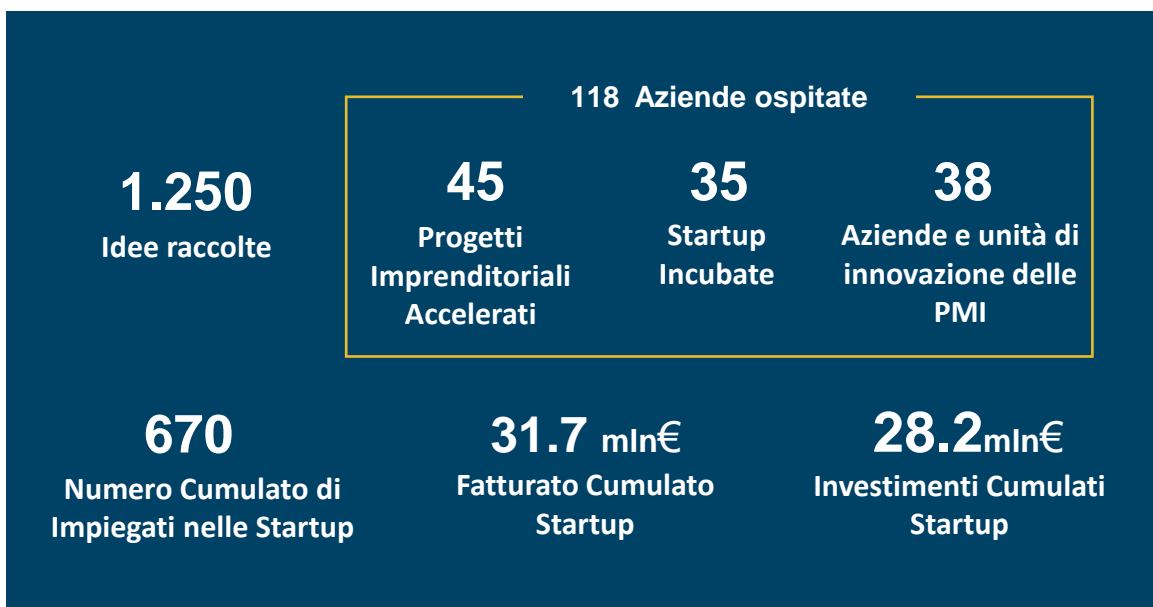 118 Aziende ospitate
1.250
Idee raccolte
45
Progetti
Imprenditoriali
Accelerati
35
Startup
Incubate
38
Aziende e unità di
innovazione delle
PMI
670
Numero Cumulato di
Impiegati nelle Startup
31.7 mln€
Fatturato Cumulato
Startup
28.2mln€
Investimenti Cumulati
Startup